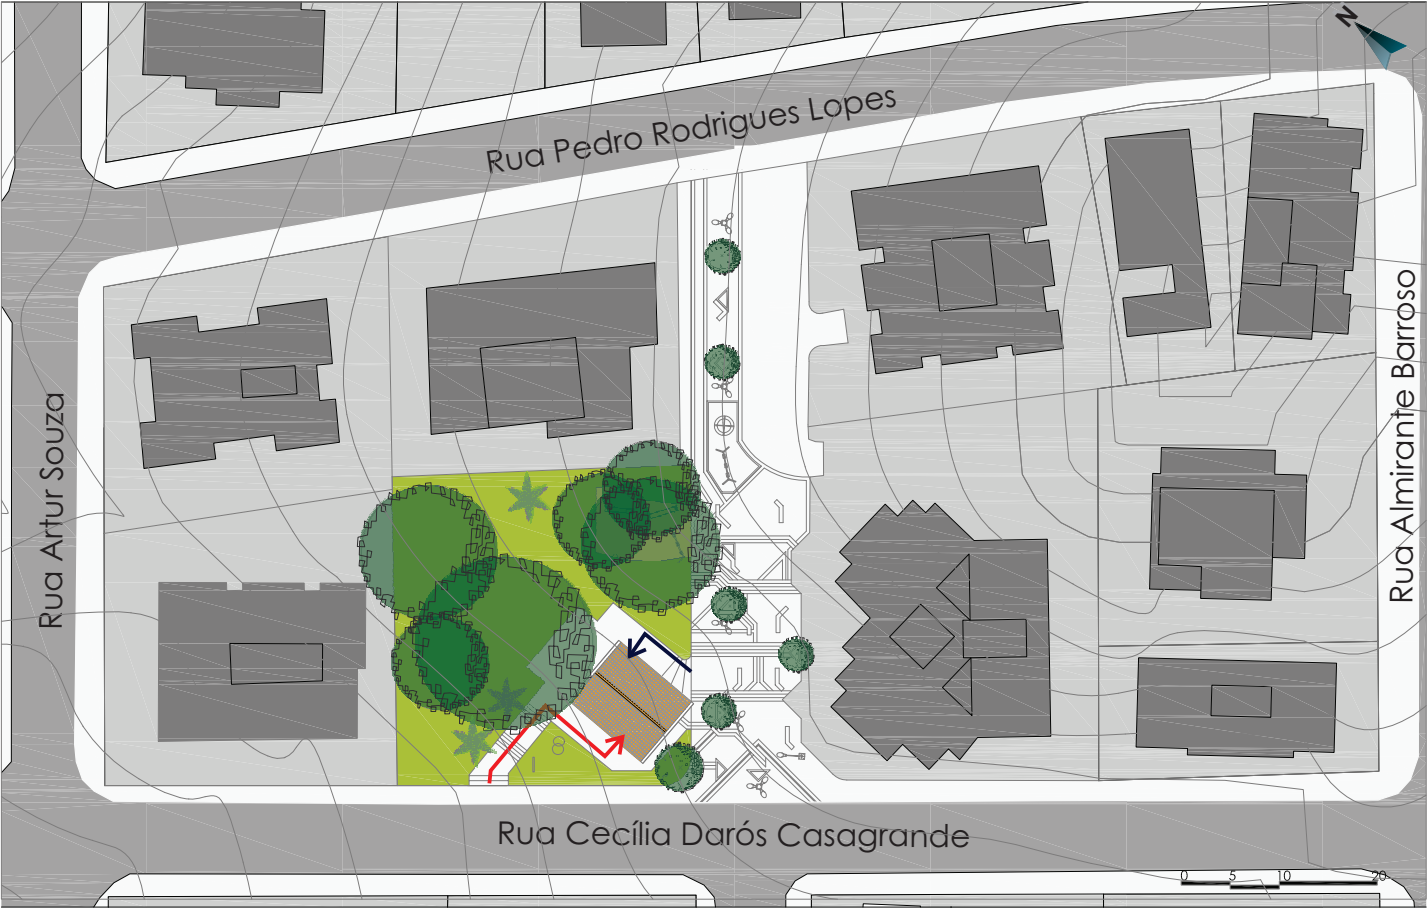 N
Rua Pedro Rodrigues Lopes
Rua Artur Souza
Rua Almirante Barroso
Rua Cecília Darós Casagrande
0 5 10 20